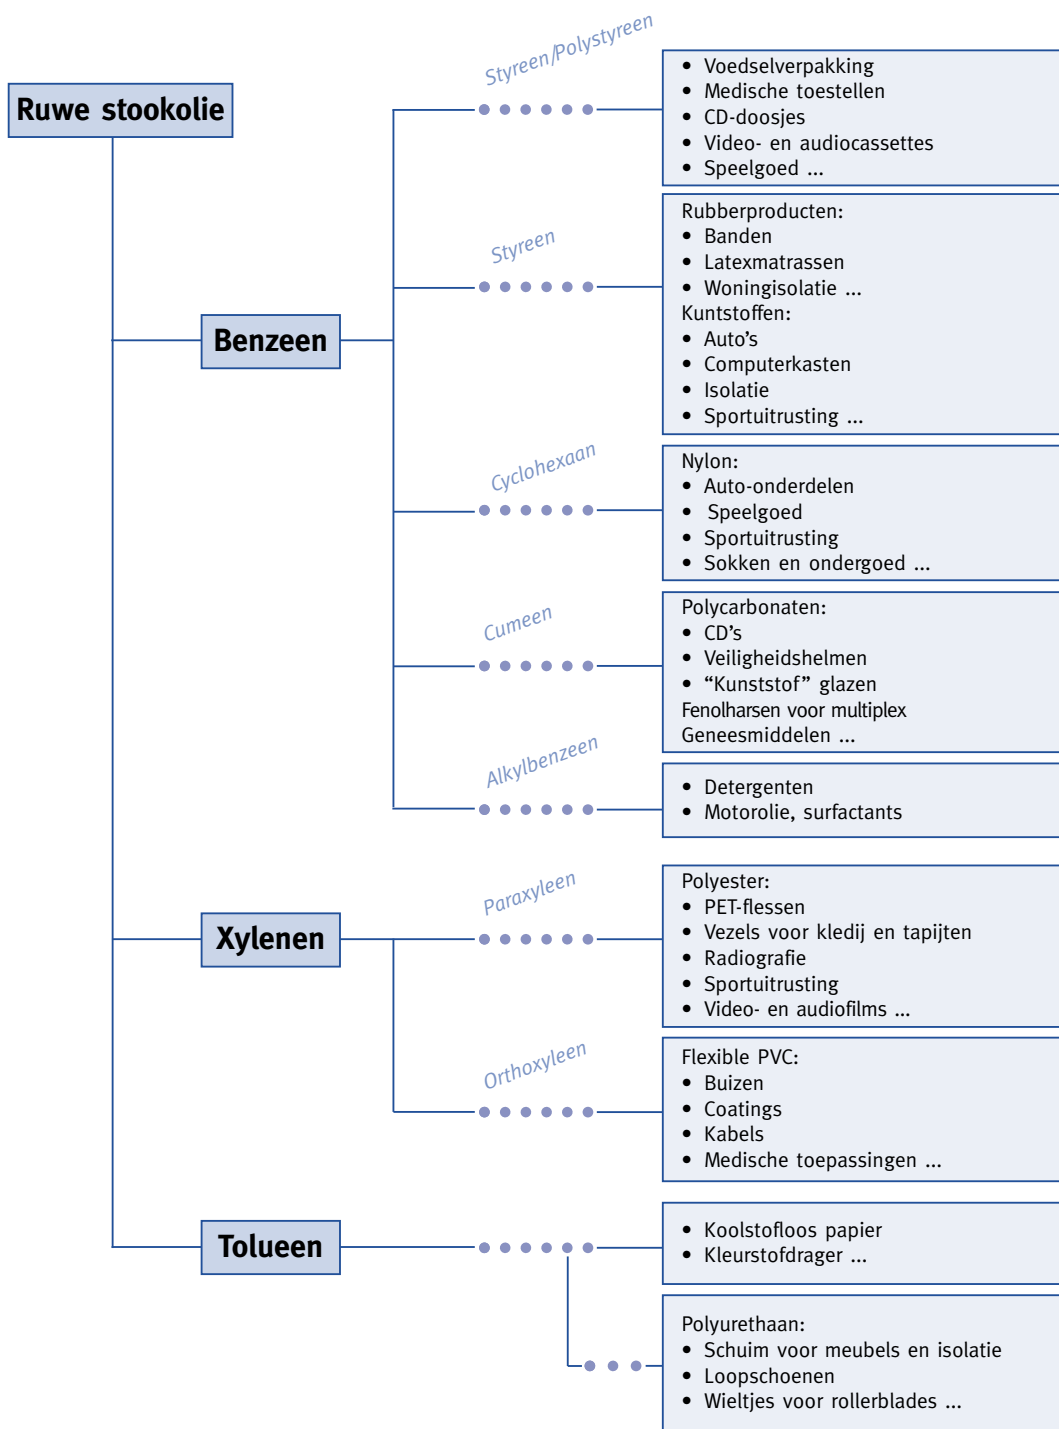 Ruwe stookolie
Benzeen
Styreen/Polystyreen
• Voedselverpakking
• Medische toestellen
• CD-doosjes
• Video- en audiocassettes
• Speelgoed ...
Styreen
Rubberproducten:
• Banden
• Latexmatrassen
• Woningisolatie ...
Kuntstoffen:
• Auto's
• Computerkasten
• Isolatie
• Sportuitrusting ...
Cyclohexaan
Nylon:
• Auto-onderdelen
• Speelgoed
• Sportuitrusting
• Sokken en ondergoed ...
Cumeen
Polycarbonaten:
• CD's
• Veiligheidshelmen
• “Kunststof” glazen
Fenolharsen voor multiplex
Geneesmiddelen ...
Alkylbenzeen
• Detergenten
• Motorolie, surfactants
Xylenen
Paraxyleen
Polyester:
• PET-flessen
• Vezels voor kledij en tapijten
• Radiografie
• Sportuitrusting
• Video- en audiofilms ...
Orthoxyleen
Flexible PVC:
• Buizen
• Coatings
• Kabels
• Medische toepassingen ...
Tolueen
• Koolstofloos papier
• Kleurstofdrager ...
Polyurethaan:
• Schuim voor meubels en isolatie
• Loopschoenen
• Wieltjes voor rollerblades ...